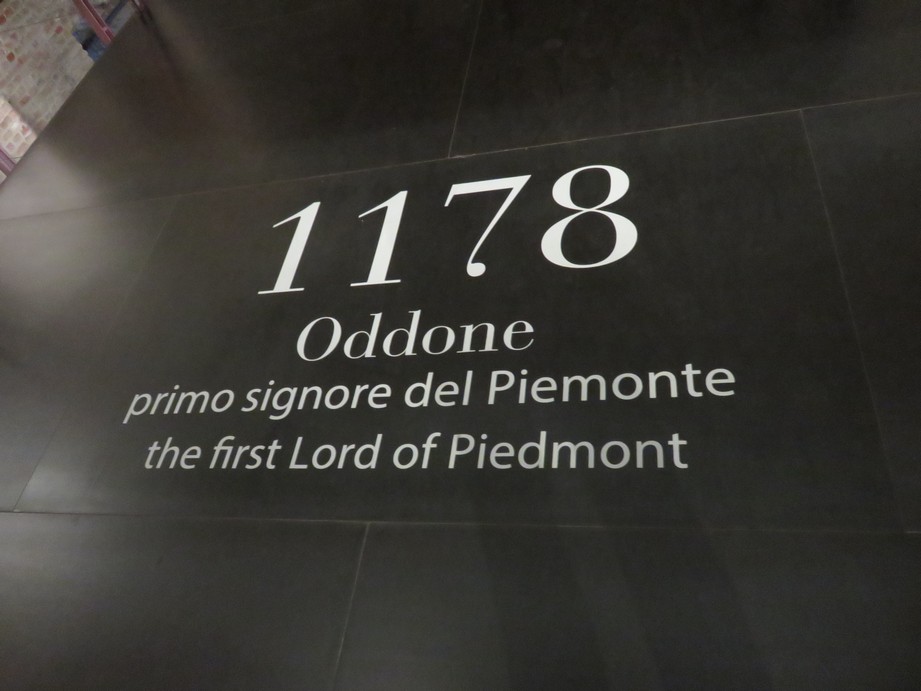 1178
Oddone
primo signore del Piemonte
the first Lord of Piedmont